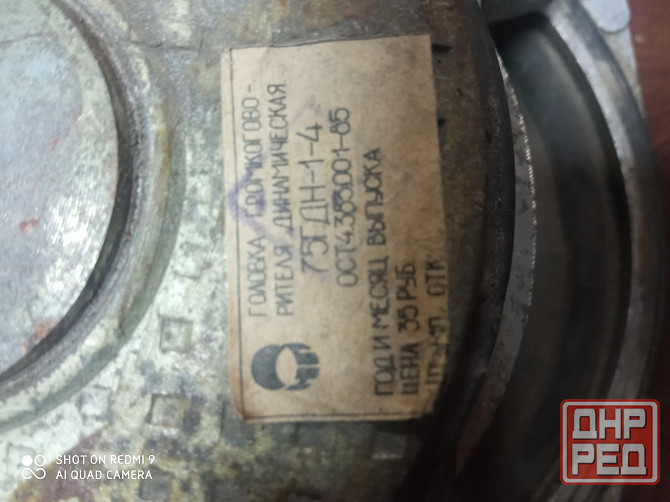 ГОЛОВКА ГРОМКОГОВО-
РИТЕЛЯ ДИНАМИЧЕСКАЯ
75ГДН-1-4
ОСТ4.383.001-85
ГОД И МЕСЯЦ ВЫПУСКА
ЦЕНА 35 РУБ.
ОТК
SHOT ON REDMI 9
AI QUAD CAMERA
ДНР
РЕД